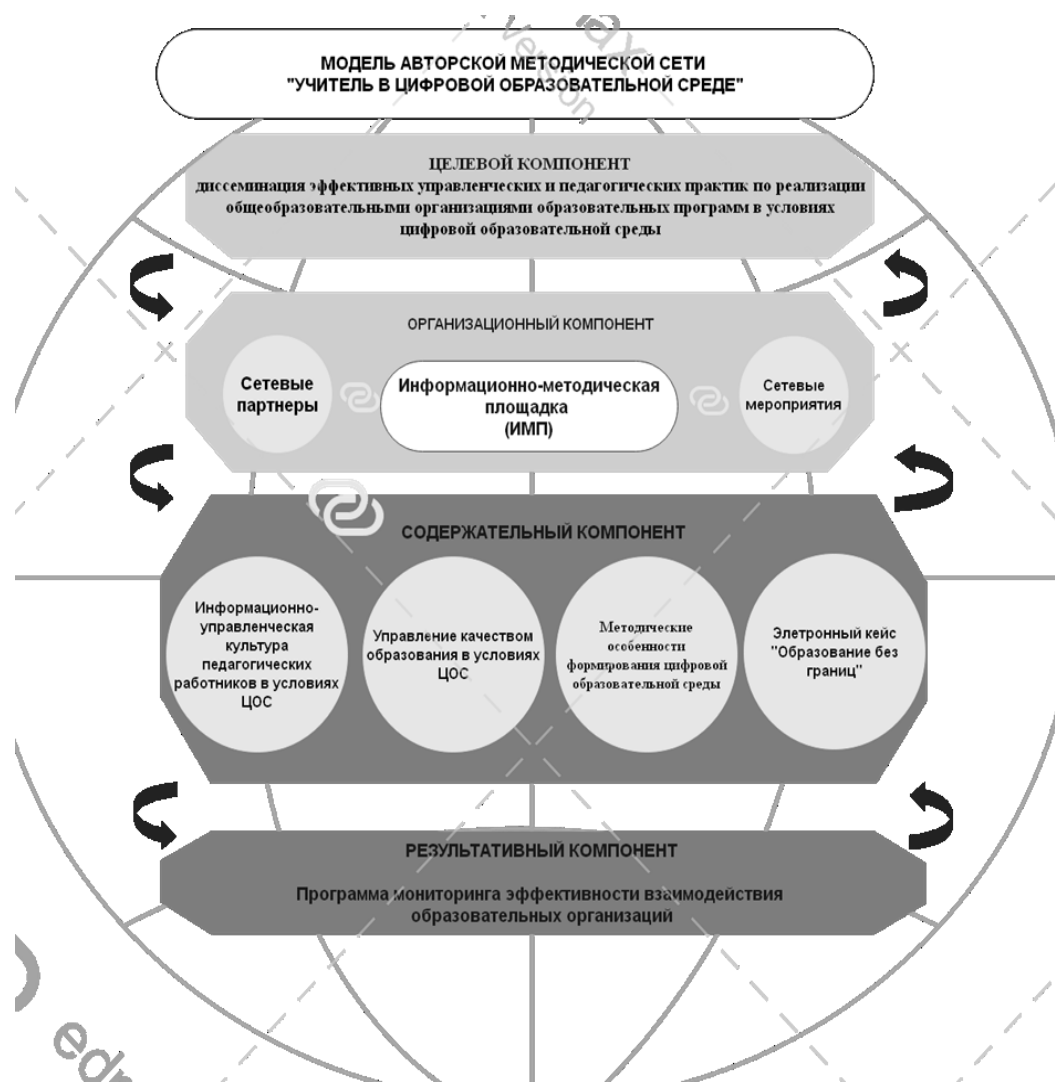 МОДЕЛЬ АВТОРСКОЙ МЕТОДИЧЕСКОЙ СЕТИ
"УЧИТЕЛЬ В ЦИФРОВОЙ ОБРАЗОВАТЕЛЬНОЙ СРЕДЕ"
ЦЕЛЕВОЙ КОМПОНЕНТ
диссеминация эффективных управленческих и педагогических практик по реализации
общеобразовательными организациями образовательных программ в условиях
цифровой образовательной среды
ОРГАНИЗАЦИОННЫЙ КОМПОНЕНТ
Сетевые
партнеры
Информационно-методическая
площадка
(ИМП)
Сетевые
мероприятия
СОДЕРЖАТЕЛЬНЫЙ КОМПОНЕНТ
Информационно-
управленческая
культура
педагогических
работников в условиях
ЦОС
Управление качеством
образования в условиях
ЦОС
Методические
особенности
формирования цифровой
образовательной среды
Элетронный кейс
"Образование без
границ"
РЕЗУЛЬТАТИВНЫЙ КОМПОНЕНТ
Программа мониторинга эффективности взаимодействия
образовательных организаций
Version